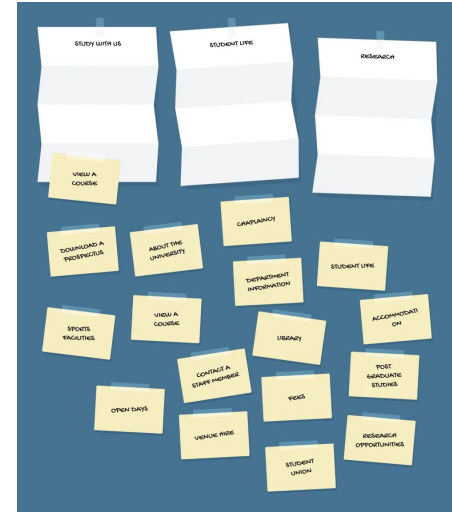 STUDY WITH US
STUDENT LIFE
RESEARCH
VIEW A
COURSE
CHAPLAINCY
DOWNLOAD A
PROSPECTUS
ABOUT THE
UNIVERSITY
STUDENT LIFE
DEPARTMENT
INFORMATION
VIEW A
COURSE
ACCOMMODATI
ON
SPORTS
FACILITIES
LIBRARY
CONTACT A
STAFF MEMBER
POST
GRADUATE
STUDIES
FEES
OPEN DAYS
VENUE HIRE
RESEARCH
OPPORTUNITIES
STUDENT
UNION